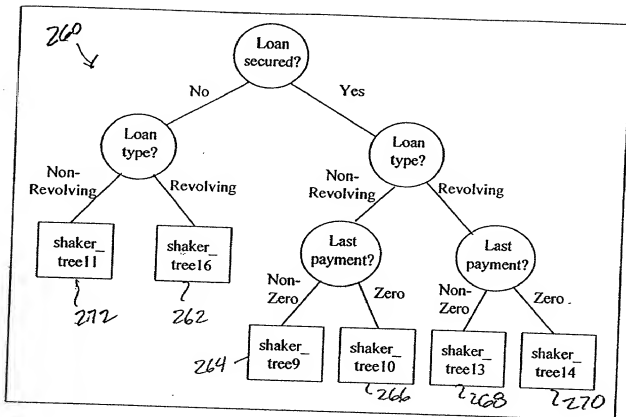 260
Loan
secured?
No
Yes
Loan
type?
Loan
type?
Non-
Revolving
Revolving
Non-
Revolving
Revolving
shaker_
tree11
shaker_
tree16
Last
payment?
Last
payment?
272
262
Non-
Zero
Zero
Non-
Zero
Zero
264
shaker_
tree9
shaker_
tree10
shaker_
tree13
shaker_
tree14
266
268
270